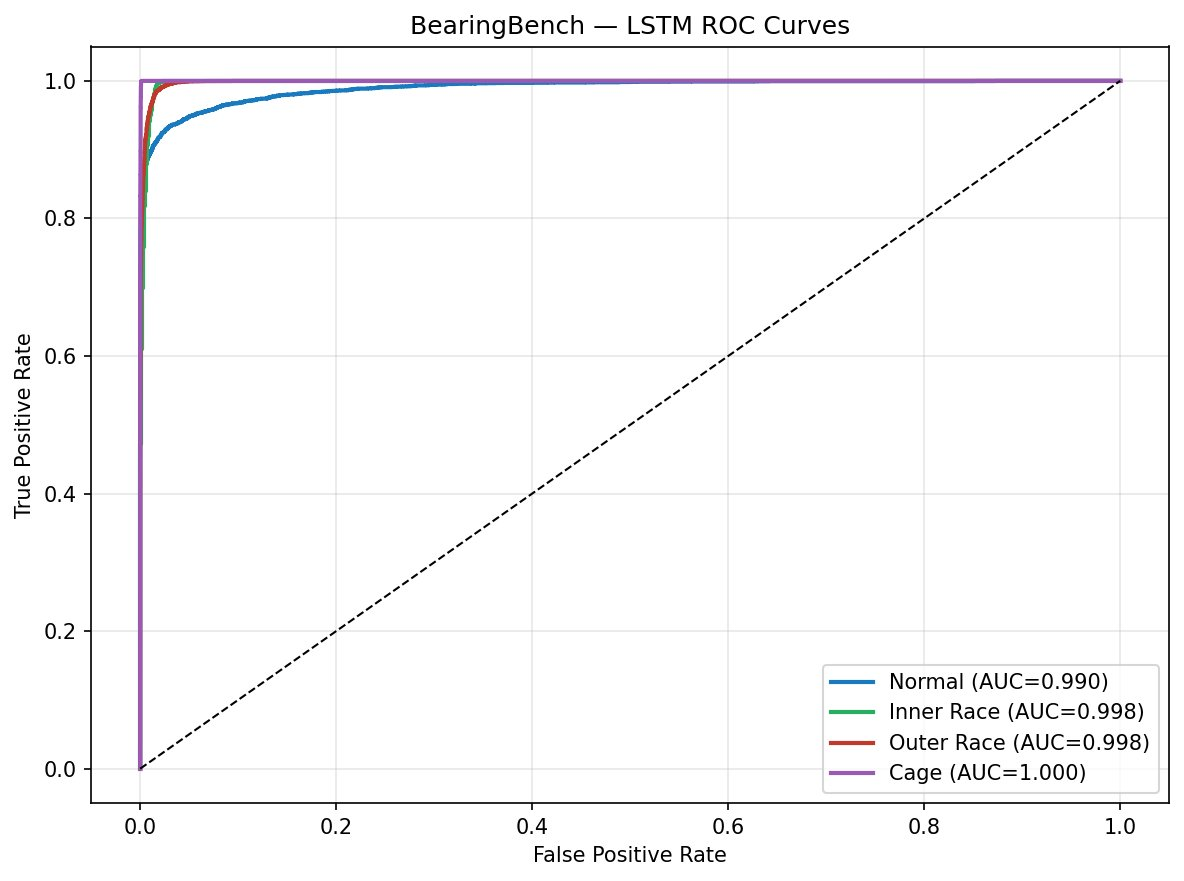 BearingBench — LSTM ROC Curves
True Positive Rate
1.0
0.8
0.6
0.4
0.2
0.0
Normal (AUC=0.990)
Inner Race (AUC=0.998)
Outer Race (AUC=0.998)
Cage (AUC=1.000)
0.0 0.2 0.4 0.6 0.8 1.0
False Positive Rate